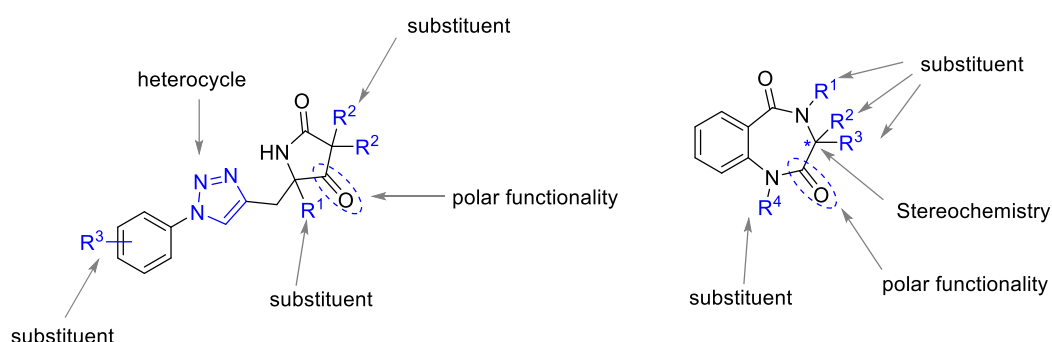 substituent
heterocycle
O
R²
R²
HN
N N
N
O
R¹
R³
polar functionality
substituent
substituent
substituent
O
R¹
N
R²
* R³
N
O
R⁴
Stereochemistry
polar functionality
substituent